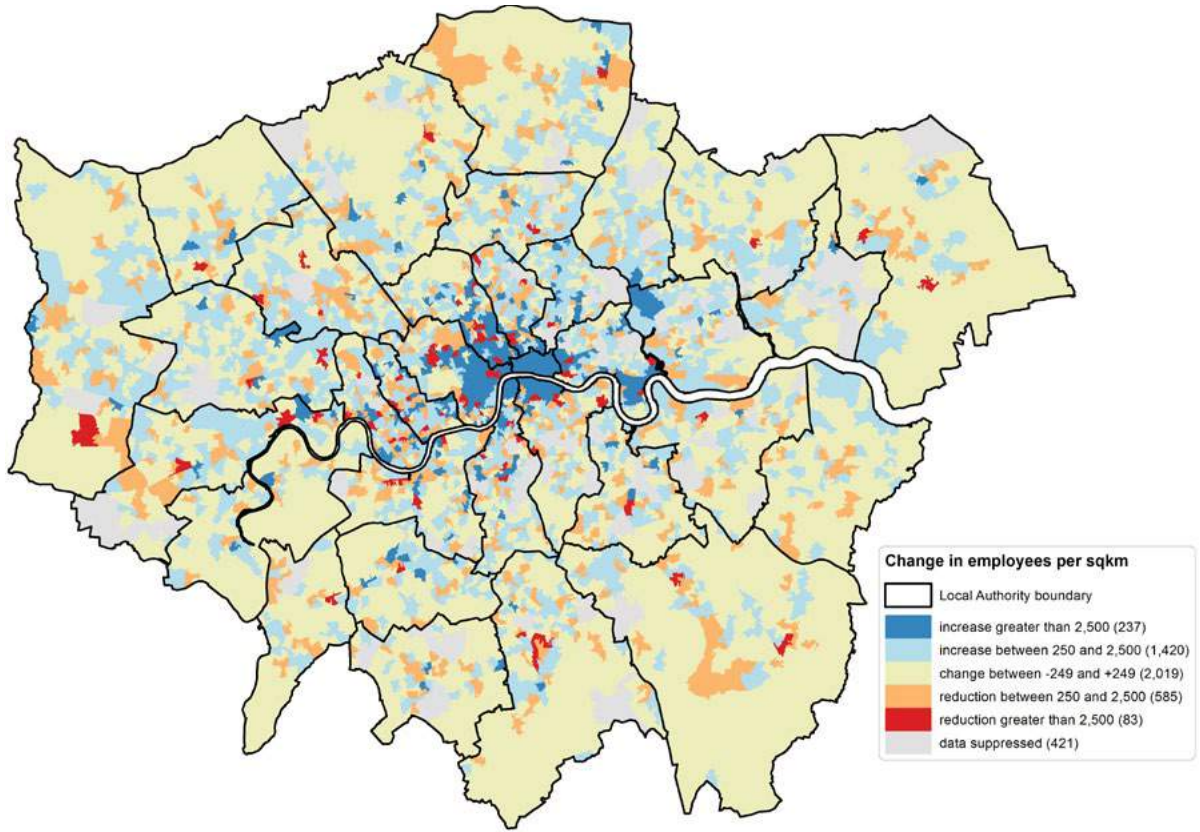 Change in employees per sqkm
Local Authority boundary
increase greater than 2,500 (237)
increase between 250 and 2,500 (1,420)
change between -249 and +249 (2,019)
reduction between 250 and 2,500 (585)
reduction greater than 2,500 (83)
data suppressed (421)